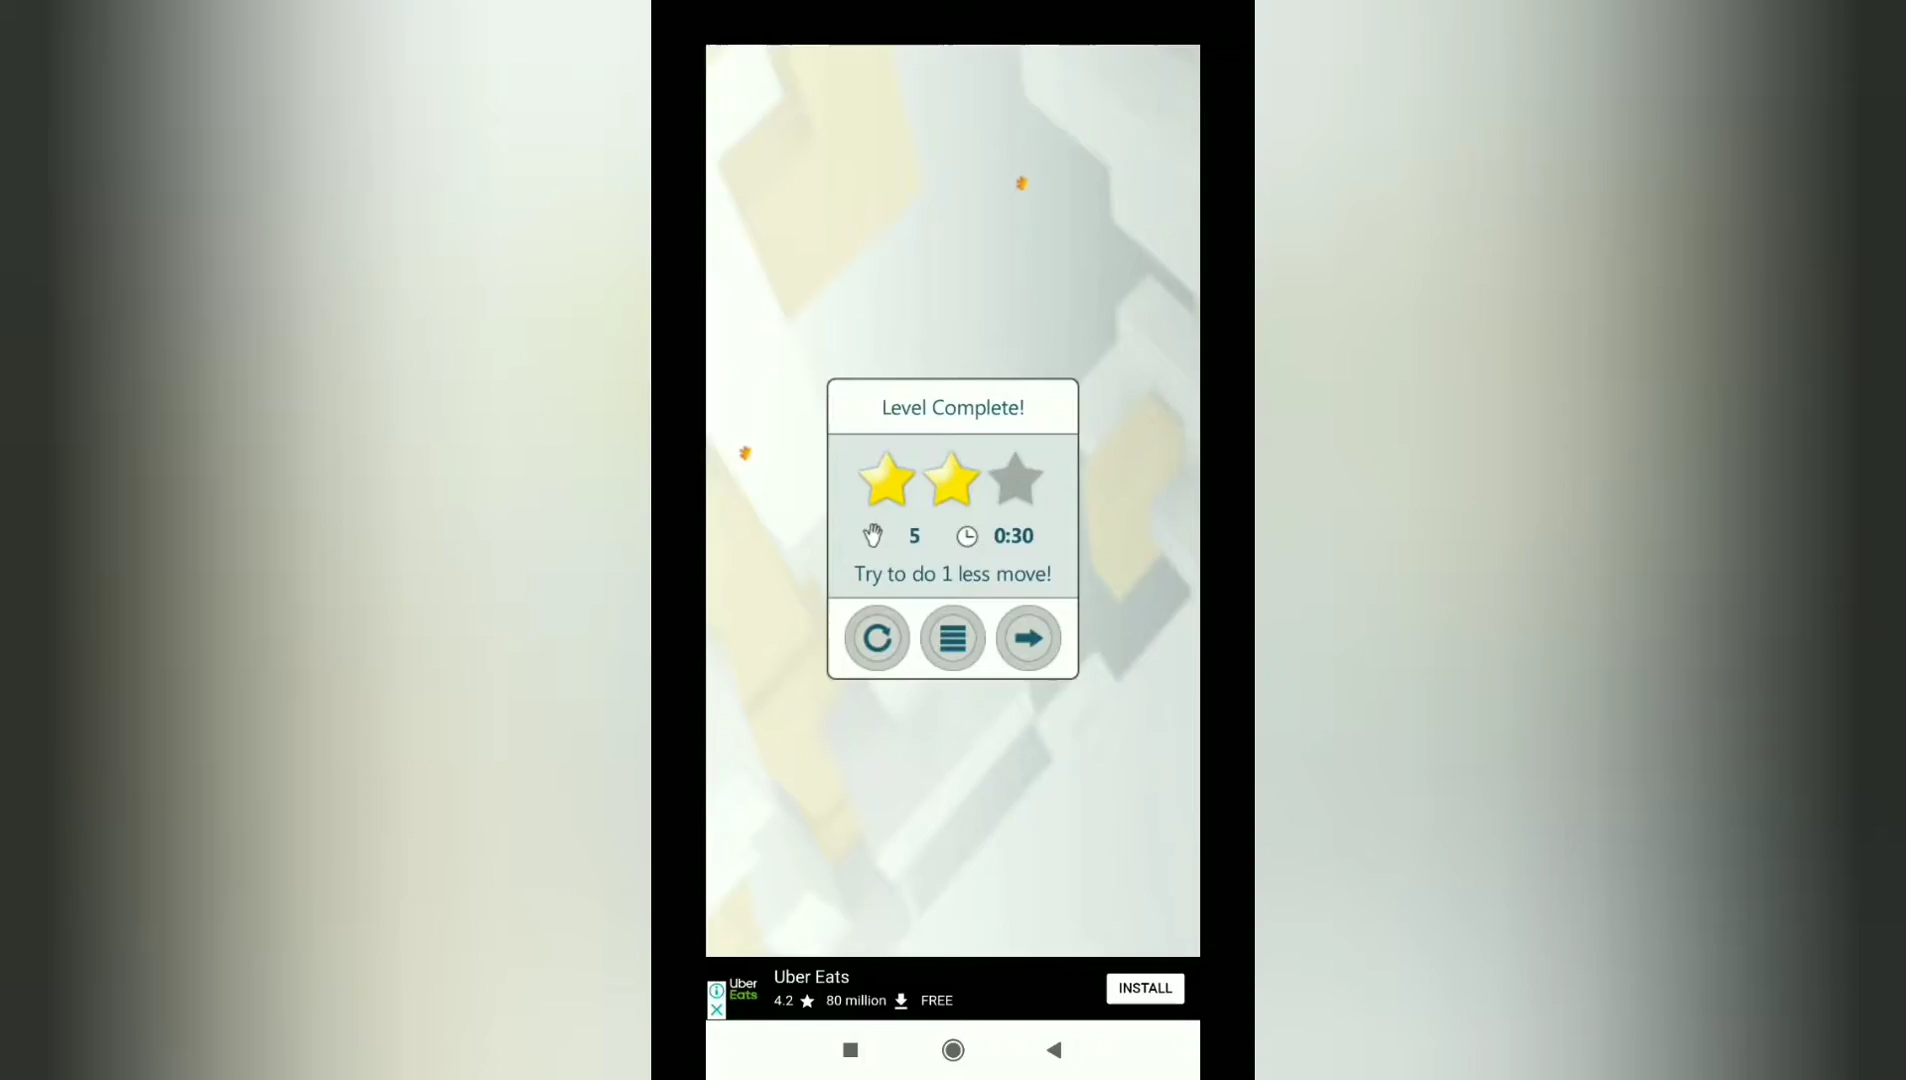 Level Complete!
5 0:30
Try to do 1 less move!
Uber Eats
Uber
Eats
4.2 80 million FREE
INSTALL